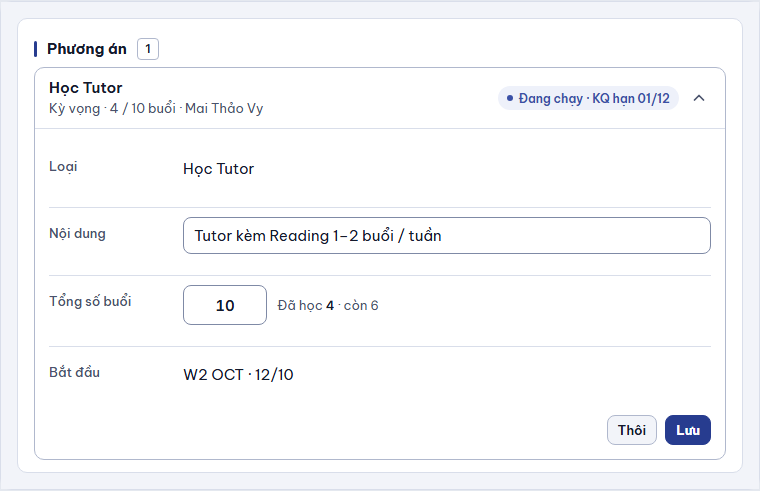 Phương án 1
Học Tutor
Kỳ vọng · 4 / 10 buổi · Mai Thảo Vy
Đang chạy · KQ hạn 01/12
Loại
Học Tutor
Nội dung
Tutor kèm Reading 1–2 buổi / tuần
Tổng số buổi
10
Đã học 4 · còn 6
Bắt đầu
W2 OCT · 12/10
Thôi
Lưu